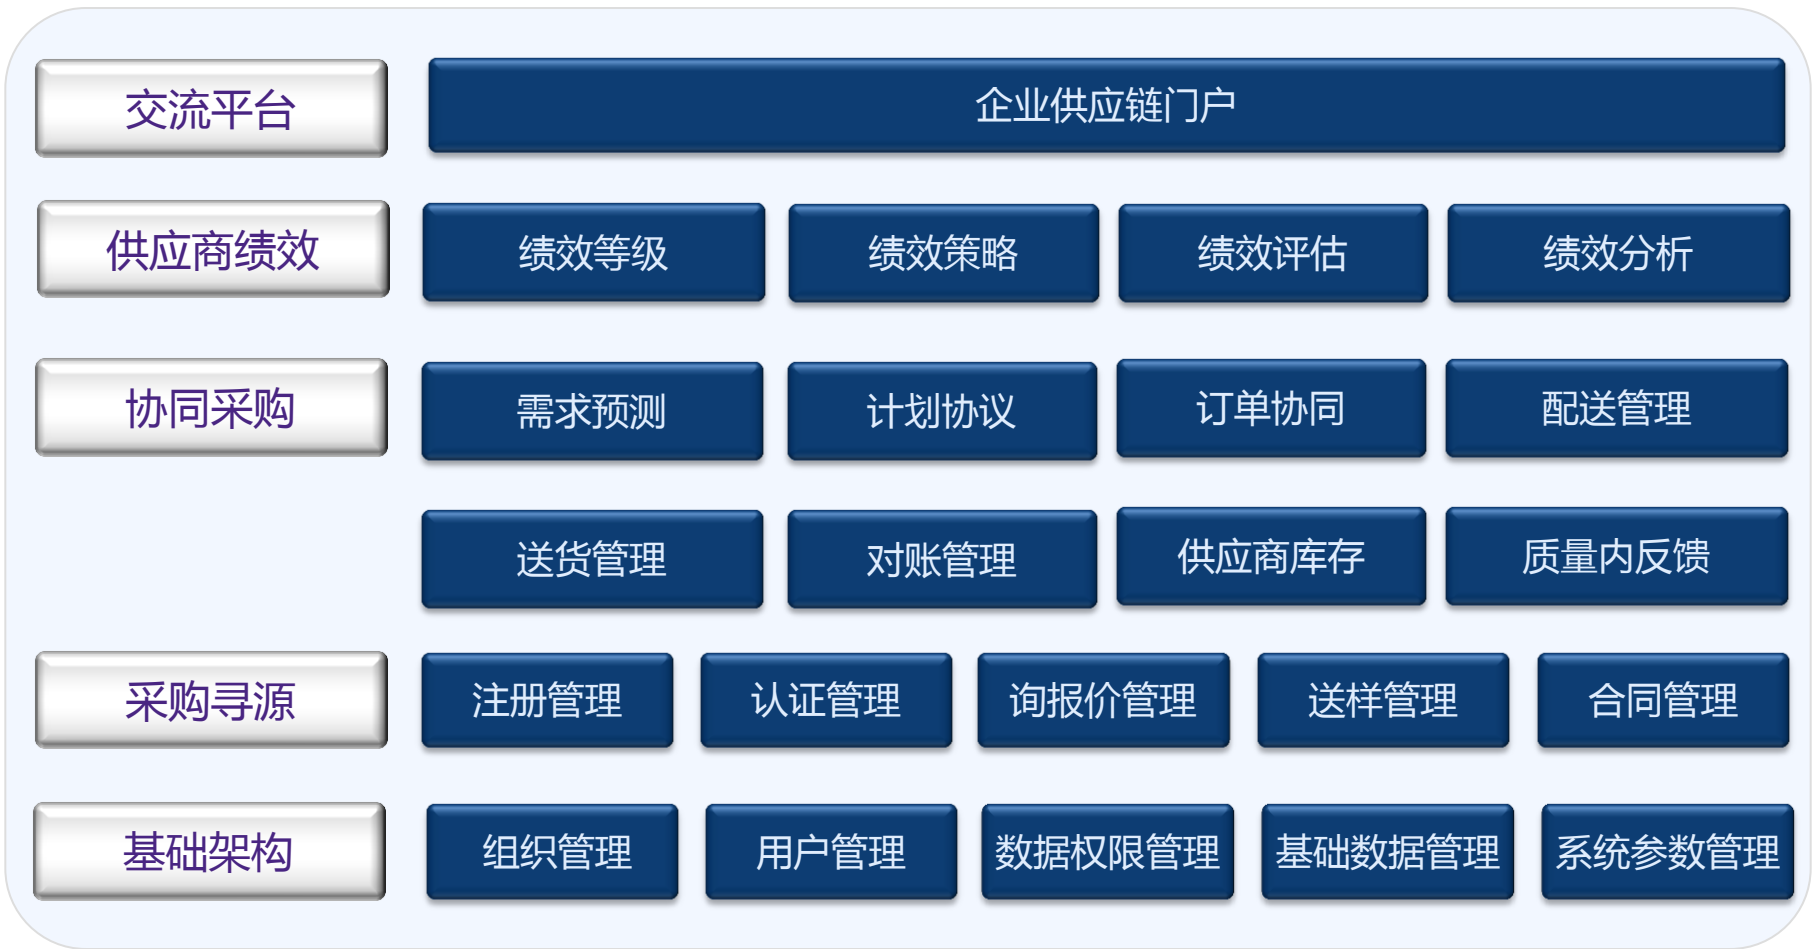 交流平台 企业供应链门户
供应商绩效 绩效等级 绩效策略 绩效评估 绩效分析
协同采购 需求预测 计划协议 订单协同 配送管理
送货管理 对账管理 供应商库存 质量内反馈
采购寻源 注册管理 认证管理 询报价管理 送样管理 合同管理
基础架构 组织管理 用户管理 数据权限管理 基础数据管理 系统参数管理